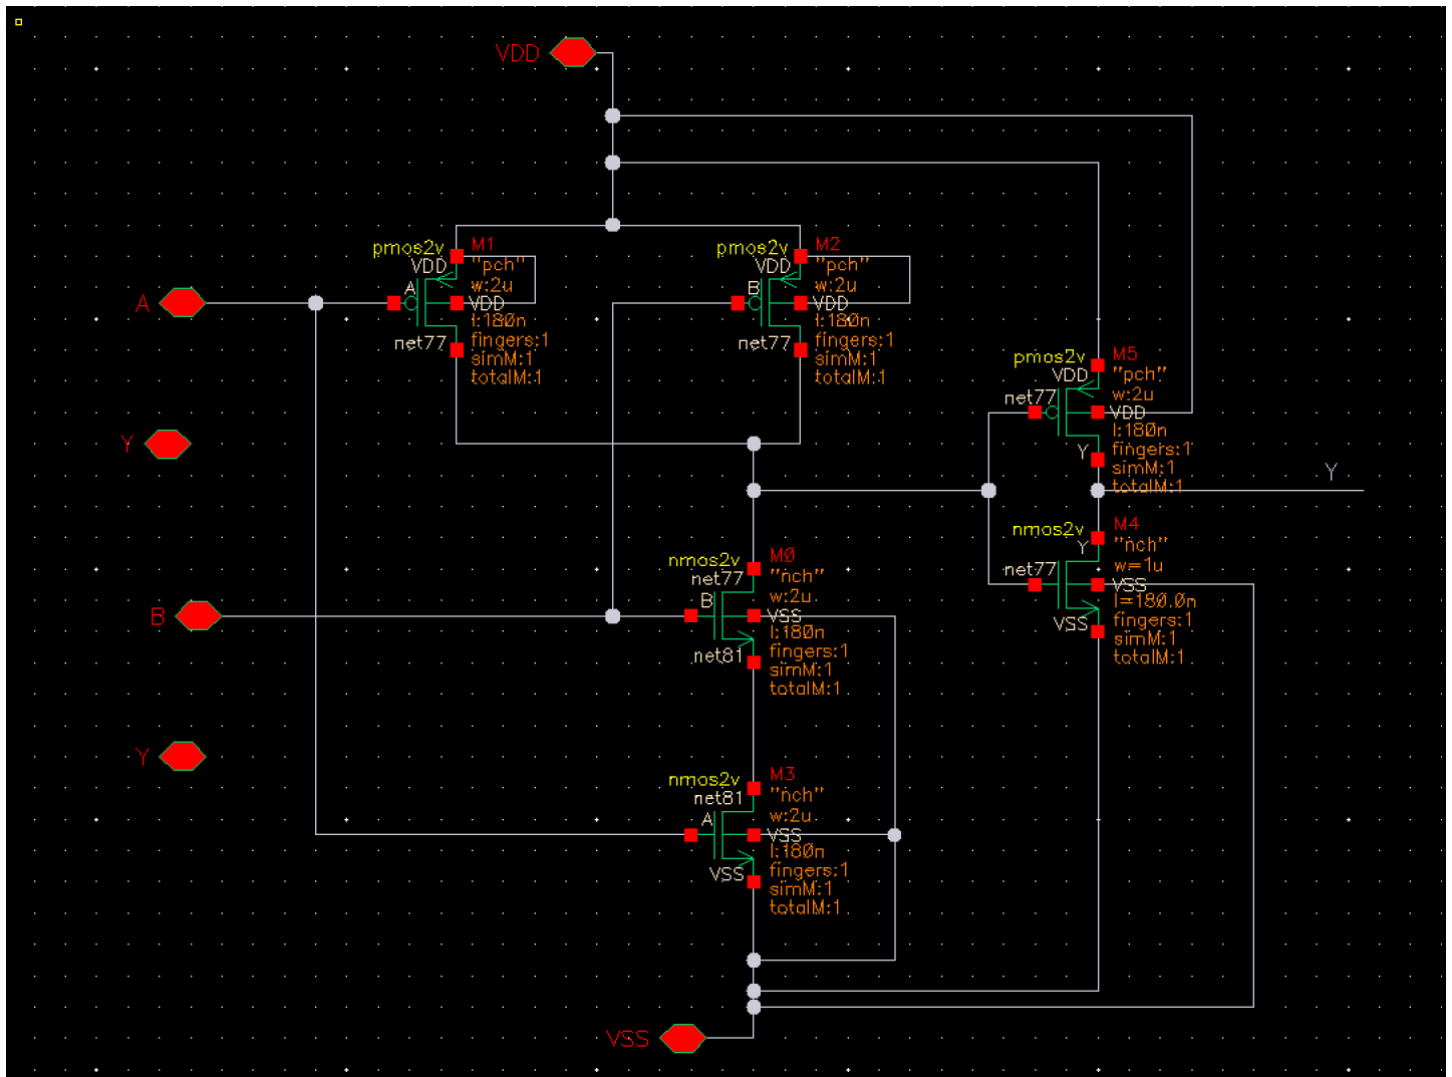 VDD
pmos2v
M1
VDD
"pch"
w:2u
A
VDD
l:180n
net77
fingers:1
simM:1
totalM:1
pmos2v
M2
VDD
"pch"
w:2u
B
VDD
l:180n
net77
fingers:1
simM:1
totalM:1
A
pmos2v
M5
VDD
"pch"
w:2u
net77
VDD
l:180n
Y
fingers:1
simM:1
totalM:1
Y
Y
nmos2v
M4
Y
"nch"
w=1u
net77
VSS
l=180.0n
VSS
fingers:1
simM:1
totalM:1
nmos2v
M0
net77
"nch"
w:2u
B
VSS
l:180n
net81
fingers:1
simM:1
totalM:1
B
Y
nmos2v
M3
net81
"nch"
w:2u
A
VSS
l:180n
VSS
fingers:1
simM:1
totalM:1
VSS